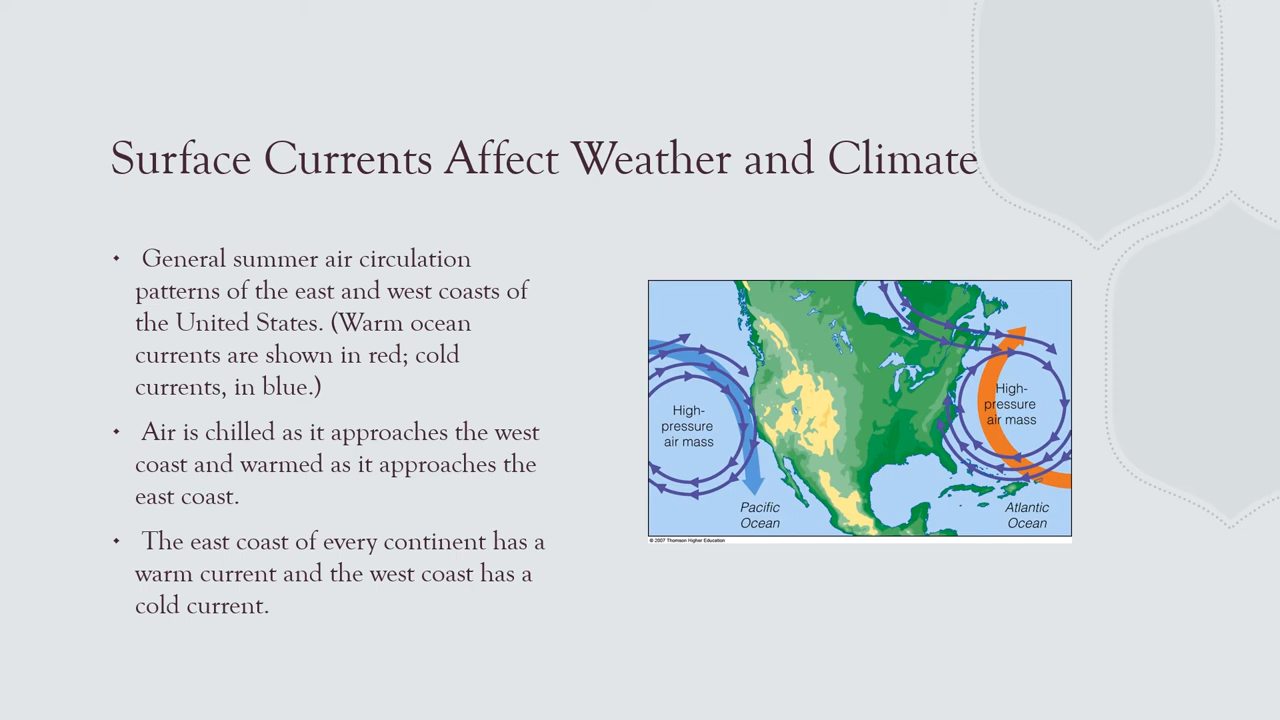 Surface Currents Affect Weather and Climate
• General summer air circulation
patterns of the east and west coasts of
the United States. (Warm ocean
currents are shown in red; cold
currents, in blue.)
• Air is chilled as it approaches the west
coast and warmed as it approaches the
east coast.
• The east coast of every continent has a
warm current and the west coast has a
cold current.
High-
pressure
air mass
Pacific
Ocean
High-
pressure
air mass
Atlantic
Ocean
© 2007 Thomson Higher Education